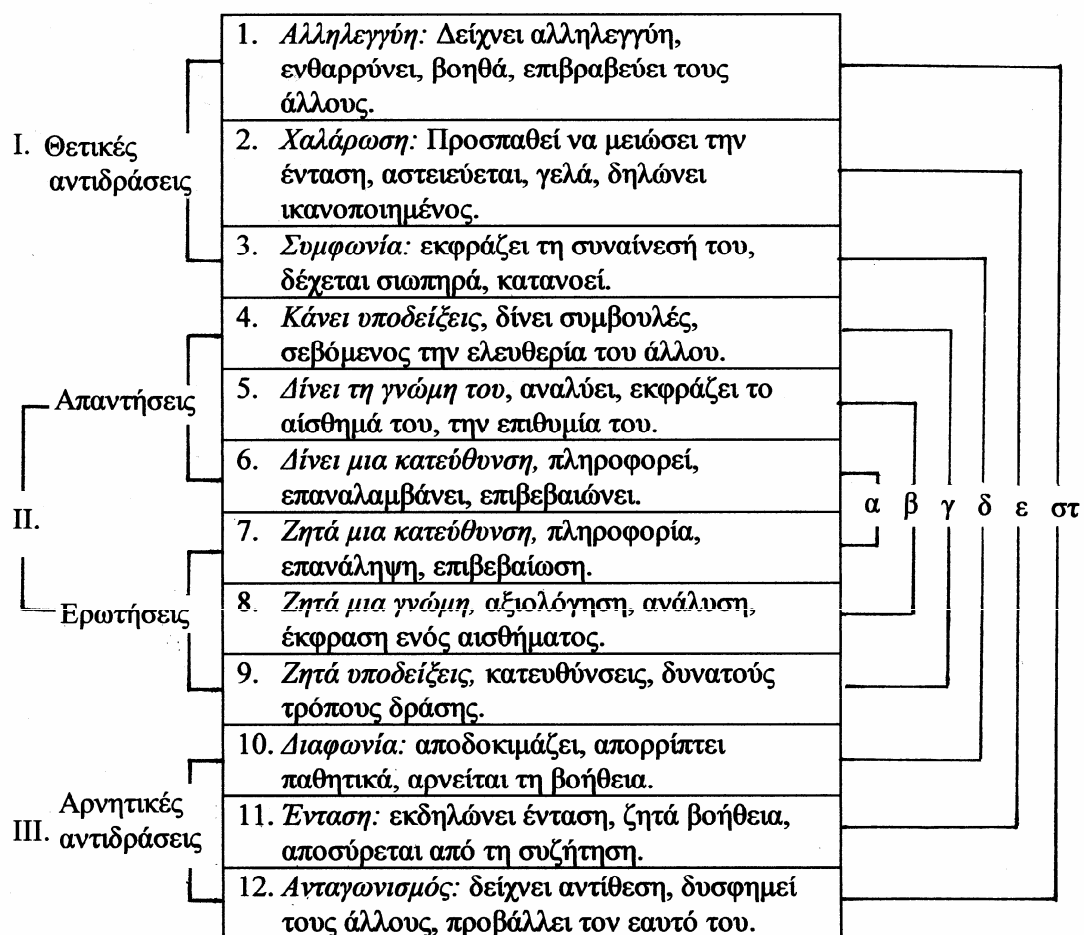 1. Αλληλεγγύη: Δείχνει αλληλεγγύη,
ενθαρρύνει, βοηθά, επιβραβεύει τους
άλλους.
I. Θετικές
αντιδράσεις
2. Χαλάρωση: Προσπαθεί να μειώσει την
ένταση, αστειεύεται, γελά, δηλώνει
ικανοποιημένος.
3. Συμφωνία: εκφράζει τη συναίνεσή του,
δέχεται σιωπηρά, κατανοεί.
4. Κάνει υποδείξεις, δίνει συμβουλές,
σεβόμενος την ελευθερία του άλλου.
Απαντήσεις
5. Δίνει τη γνώμη του, αναλύει, εκφράζει το
αίσθημά του, την επιθυμία του.
6. Δίνει μια κατεύθυνση, πληροφορεί,
επαναλαμβάνει, επιβεβαιώνει.
II.
α β γ δ ε στ
7. Ζητά μια κατεύθυνση, πληροφορία,
επανάληψη, επιβεβαίωση.
Ερωτήσεις
8. Ζητά μια γνώμη, αξιολόγηση, ανάλυση,
έκφραση ενός αισθήματος.
9. Ζητά υποδείξεις, κατευθύνσεις, δυνατούς
τρόπους δράσης.
10. Διαφωνία: αποδοκιμάζει, απορρίπτει
παθητικά, αρνείται τη βοήθεια.
III. Αρνητικές
αντιδράσεις
11. Ένταση: εκδηλώνει ένταση, ζητά βοήθεια,
αποσύρεται από τη συζήτηση.
12. Ανταγωνισμός: δείχνει αντίθεση, δυσφημεί
τους άλλους, προβάλλει τον εαυτό του.